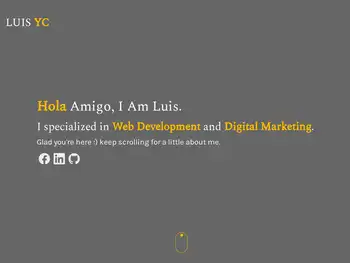 LUIS YC
Hola Amigo, I Am Luis.
I specialized in Web Development and Digital Marketing.
Glad you're here :) keep scrolling for a little about me.